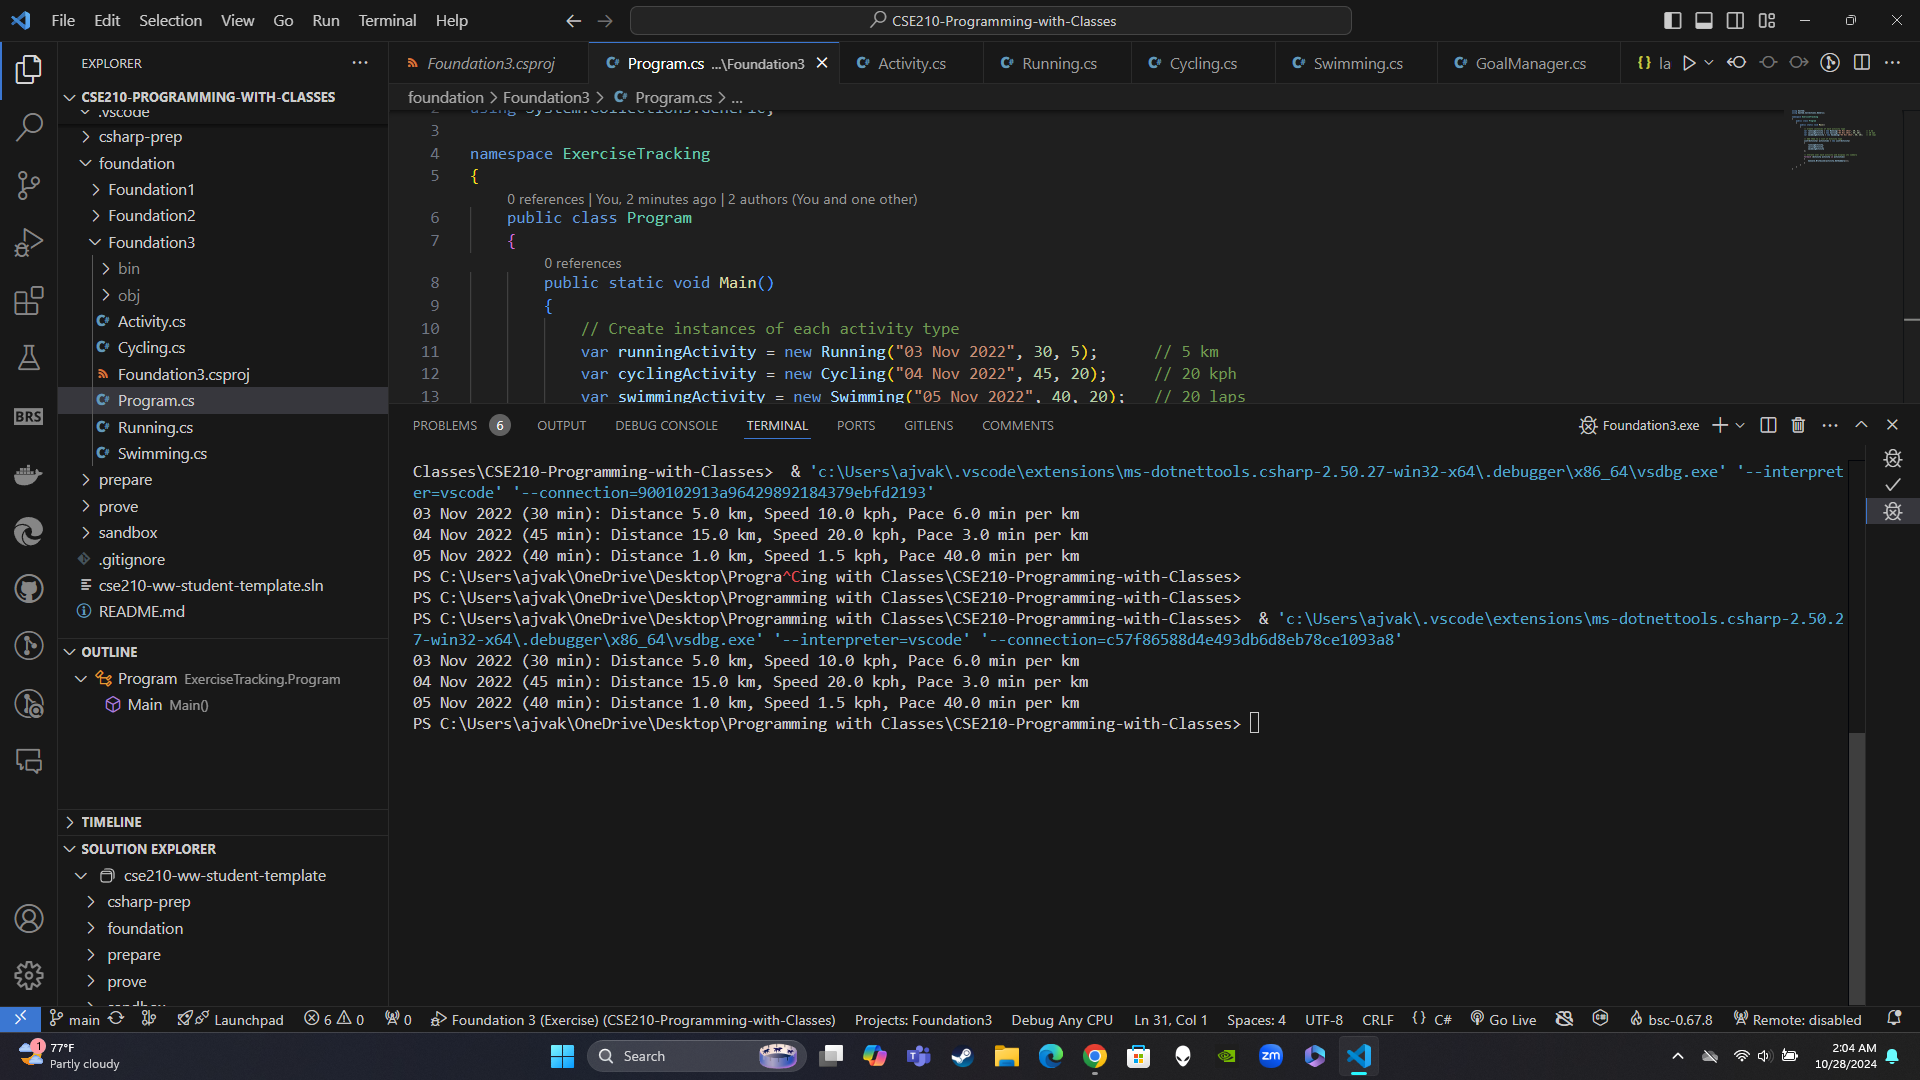 File Edit Selection View Go Run Terminal Help
CSE210-Programming-with-Classes
EXPLORER
CSE210-PROGRAMMING-WITH-CLASSES
.vscode
csharp-prep
foundation
Foundation1
Foundation2
Foundation3
bin
obj
Activity.cs
Cycling.cs
Foundation3.csproj
Program.cs
Running.cs
Swimming.cs
prepare
prove
sandbox
.gitignore
cse210-ww-student-template.sln
README.md
OUTLINE
Program ExerciseTracking.Program
Main Main()
TIMELINE
SOLUTION EXPLORER
cse210-ww-student-template
csharp-prep
foundation
prepare
prove
sandbox
BRS
Foundation3.csproj Program.cs ...\Foundation3 Activity.cs Running.cs Cycling.cs Swimming.cs GoalManager.cs {} la
foundation > Foundation3 > Program.cs > ...
2 using System.Collections.Generic;
3
4 namespace ExerciseTracking
5 {
0 references | You, 2 minutes ago | 2 authors (You and one other)
6 public class Program
7 {
0 references
8 public static void Main()
9 {
10 // Create instances of each activity type
11 var runningActivity = new Running("03 Nov 2022", 30, 5); // 5 km
12 var cyclingActivity = new Cycling("04 Nov 2022", 45, 20); // 20 kph
13 var swimmingActivity = new Swimming("05 Nov 2022", 40, 20); // 20 laps
PROBLEMS 6 OUTPUT DEBUG CONSOLE TERMINAL PORTS GITLENS COMMENTS Foundation3.exe
Classes\CSE210-Programming-with-Classes> & 'c:\Users\ajvak\.vscode\extensions\ms-dotnettools.csharp-2.50.27-win32-x64\.debugger\x86_64\vsdbg.exe' '--interpret
er=vscode' '--connection=900102913a96429892184379ebfd2193'
03 Nov 2022 (30 min): Distance 5.0 km, Speed 10.0 kph, Pace 6.0 min per km
04 Nov 2022 (45 min): Distance 15.0 km, Speed 20.0 kph, Pace 3.0 min per km
05 Nov 2022 (40 min): Distance 1.0 km, Speed 1.5 kph, Pace 40.0 min per km
PS C:\Users\ajvak\OneDrive\Desktop\Progra^Cing with Classes\CSE210-Programming-with-Classes>
PS C:\Users\ajvak\OneDrive\Desktop\Programming with Classes\CSE210-Programming-with-Classes>
PS C:\Users\ajvak\OneDrive\Desktop\Programming with Classes\CSE210-Programming-with-Classes> & 'c:\Users\ajvak\.vscode\extensions\ms-dotnettools.csharp-2.50.2
7-win32-x64\.debugger\x86_64\vsdbg.exe' '--interpreter=vscode' '--connection=c57f86588d4e493db6d8eb78ce1093a8'
03 Nov 2022 (30 min): Distance 5.0 km, Speed 10.0 kph, Pace 6.0 min per km
04 Nov 2022 (45 min): Distance 15.0 km, Speed 20.0 kph, Pace 3.0 min per km
05 Nov 2022 (40 min): Distance 1.0 km, Speed 1.5 kph, Pace 40.0 min per km
PS C:\Users\ajvak\OneDrive\Desktop\Programming with Classes\CSE210-Programming-with-Classes>
main Launchpad 6 0 0 Foundation 3 (Exercise) (CSE210-Programming-with-Classes) Projects: Foundation3 Debug Any CPU Ln 31, Col 1 Spaces: 4 UTF-8 CRLF {} C# Go Live bsc-0.67.8 Remote: disabled
1 77°F
Partly cloudy
Search
zm
2:04 AM
10/28/2024